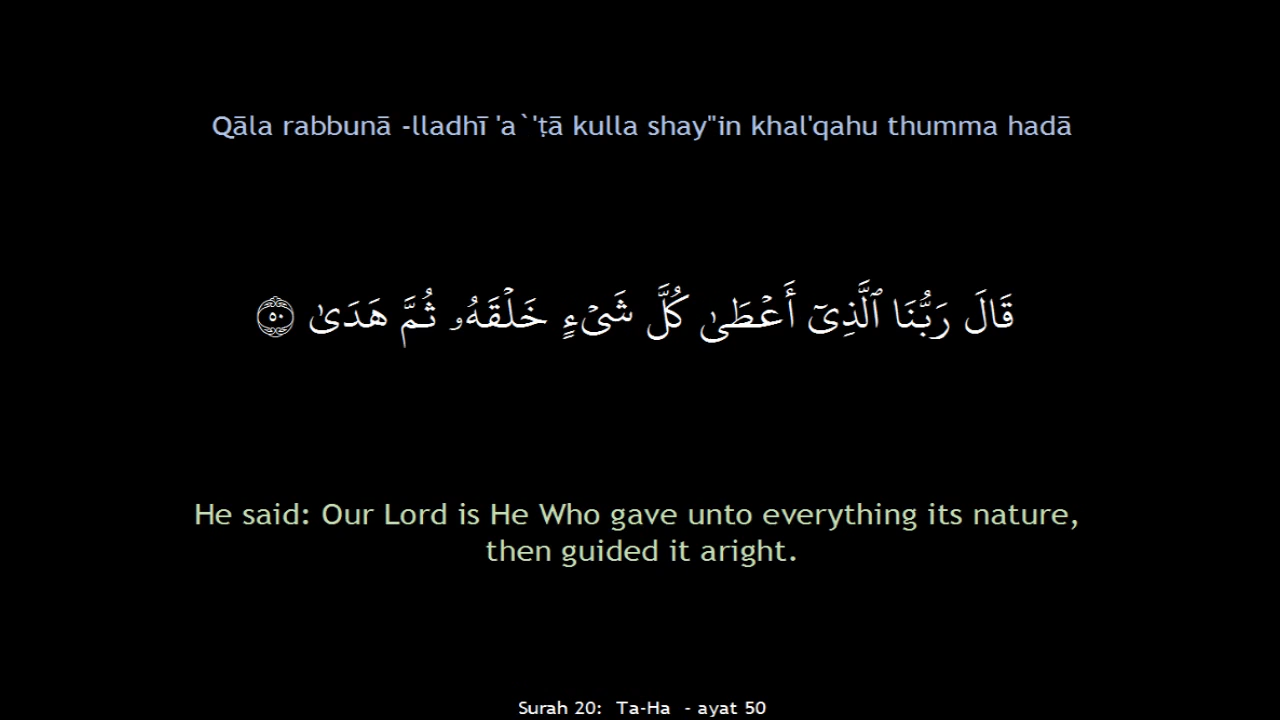 Qāla rabbunā -lladhī 'a`'ṭā kulla shay"in khal'qahu thumma hadā
قَالَ رَبُّنَا ٱلَّذِىٓ أَعْطَىٰ كُلَّ شَىْءٍ خَلْقَهُۥ ثُمَّ هَدَىٰ ۝٥٠
He said: Our Lord is He Who gave unto everything its nature,
then guided it aright.
Surah 20: Ta-Ha - ayat 50